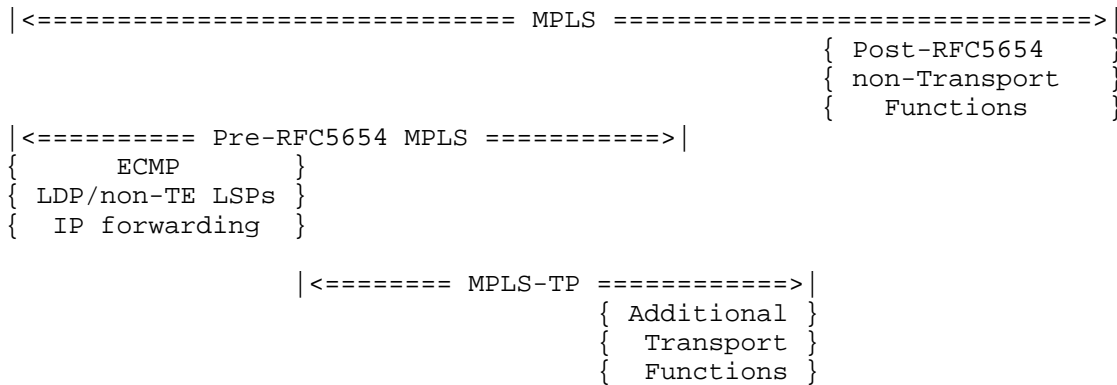 |<============================== MPLS ==============================>|
{ Post-RFC5654 }
{ non-Transport }
{ Functions }
|<========== Pre-RFC5654 MPLS ===========>|
{ ECMP }
{ LDP/non-TE LSPs }
{ IP forwarding }
|<======== MPLS-TP ============>|
{ Additional }
{ Transport }
{ Functions }